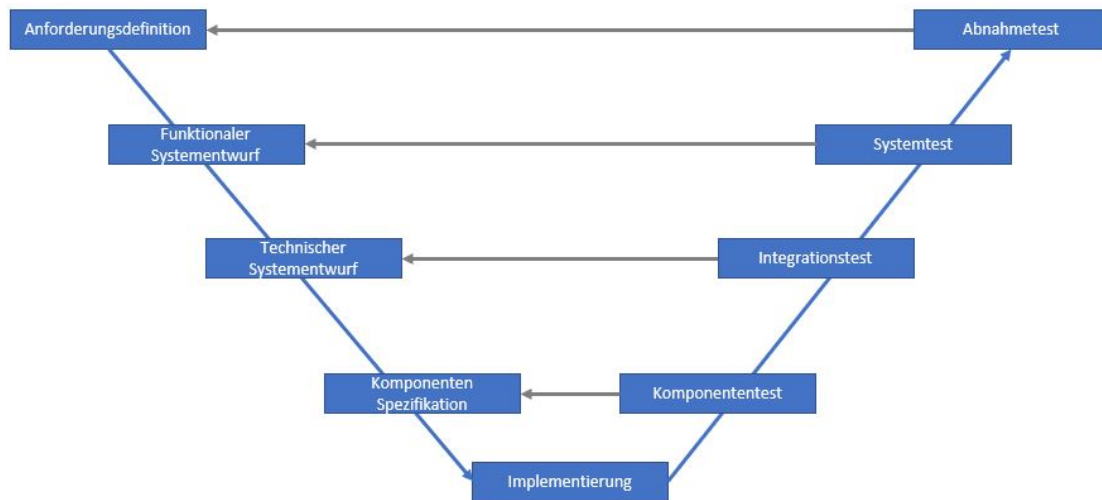 Anforderungsdefinition
Abnahmetest
Funktionaler
Systementwurf
Systemtest
Technischer
Systementwurf
Integrationstest
Komponenten
Spezifikation
Komponententest
Implementierung